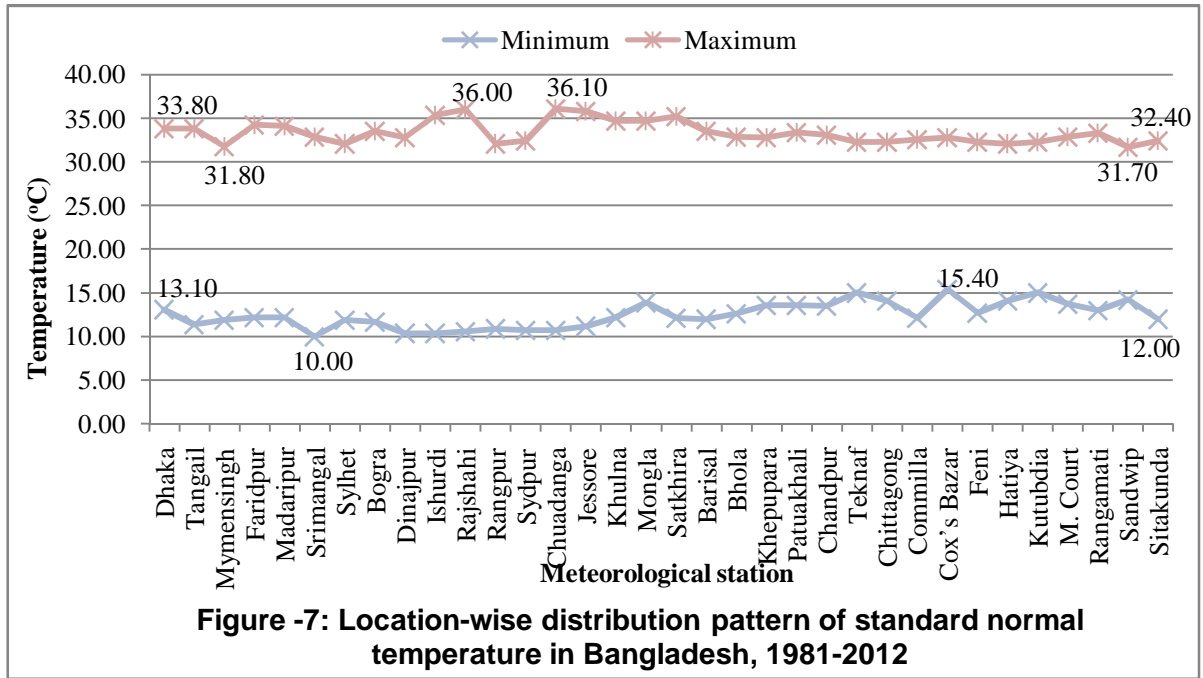 Minimum Maximum
40.00
35.00
30.00
25.00
20.00
15.00
10.00
5.00
0.00
Temperature (°C)
33.80
31.80
36.00
36.10
32.40
31.70
13.10
10.00
15.40
12.00
Dhaka
Tangail
Mymensingh
Faridpur
Madaripur
Srimangal
Sylhet
Bogra
Dinajpur
Ishurdi
Rajshahi
Rangpur
Sydpur
Chuadanga
Jessore
Khulna
Mongla
Satkhira
Barisal
Bhola
Khepupara
Patuakhali
Chandpur
Teknaf
Chittagong
Commilla
Cox's Bazar
Feni
Hatiya
Kutubdia
M. Court
Rangamati
Sandwip
Sitakunda
Meteorological station
Figure -7: Location-wise distribution pattern of standard normal
temperature in Bangladesh, 1981-2012